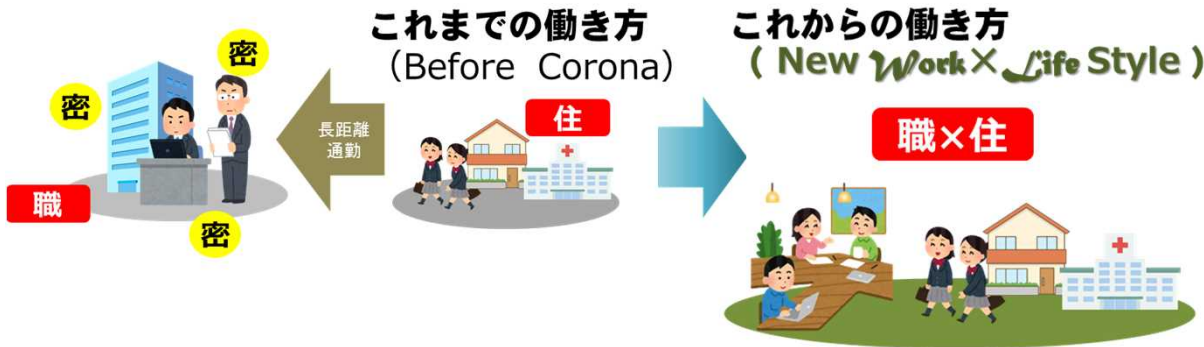 これまでの働き方
（Before Corona）
密
密
密
職
長距離
通勤
住
これからの働き方
( New Work×Life Style )
職×住